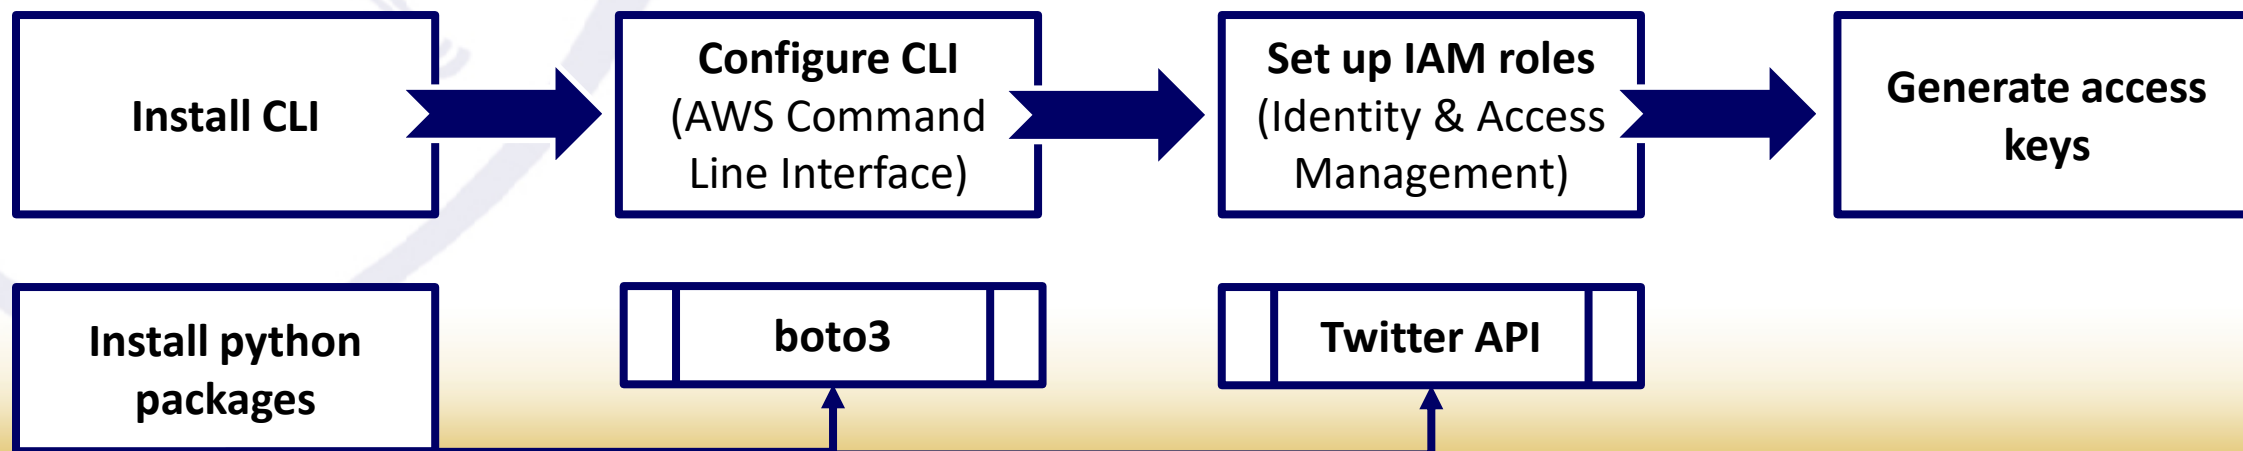 Install CLI
Configure CLI
(AWS Command
Line Interface)
Set up IAM roles
(Identity & Access
Management)
Generate access
keys
Install python
packages
boto3
Twitter API